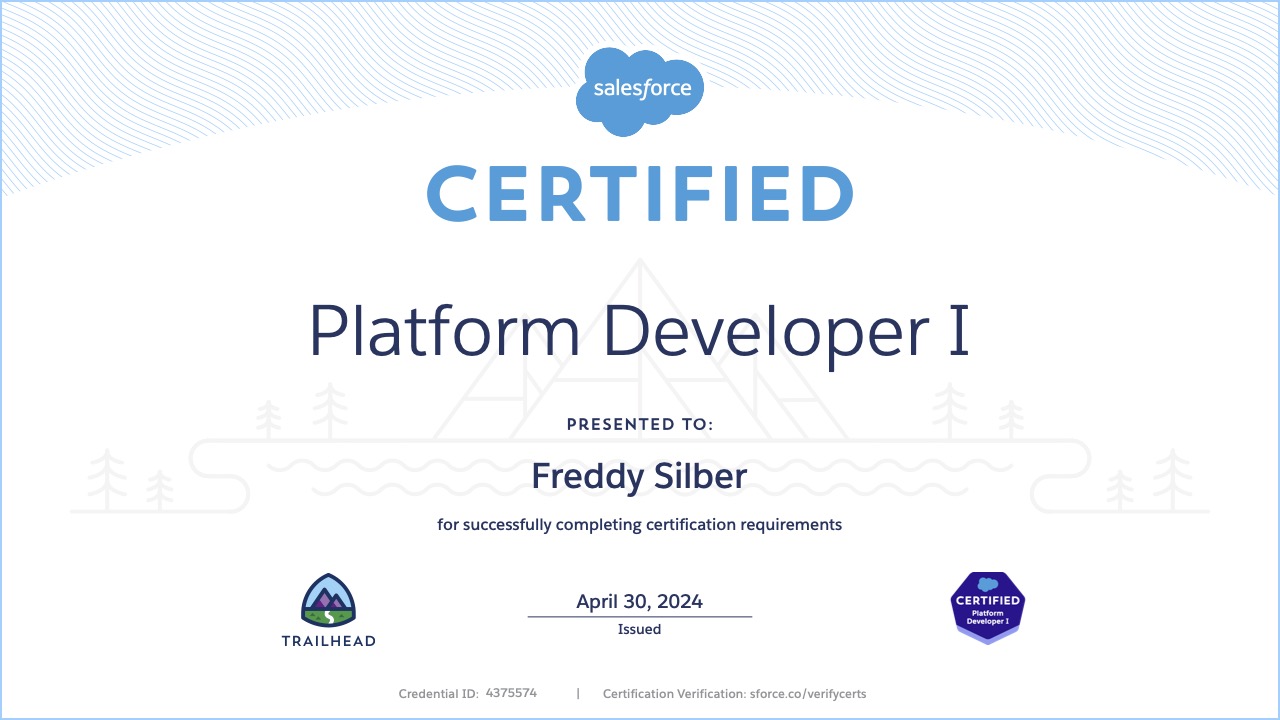 salesforce
CERTIFIED
Platform Developer I
PRESENTED TO:
Freddy Silber
for successfully completing certification requirements
April 30, 2024
Issued
TRAILHEAD
CERTIFIED
Platform
Developer I
Credential ID: 4375574 | Certification Verification: sforce.co/verifycerts